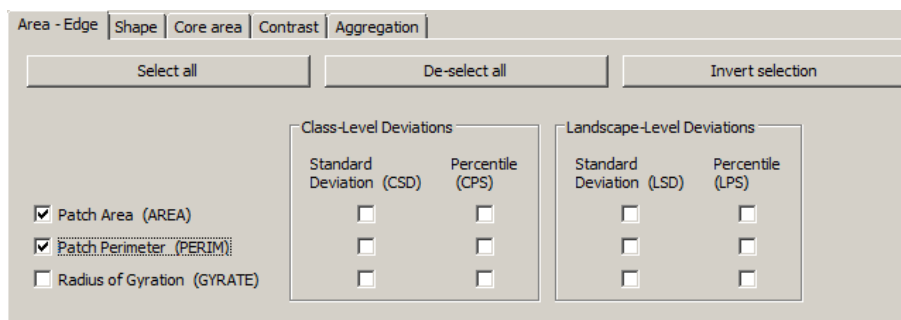 Area - Edge Shape Core area Contrast Aggregation
Select all De-select all Invert selection
Class-Level Deviations Landscape-Level Deviations
Standard Percentile Standard Percentile
Deviation (CSD) (CPS) Deviation (LSD) (LPS)
Patch Area (AREA)
Patch Perimeter (PERIM)
Radius of Gyration (GYRATE)